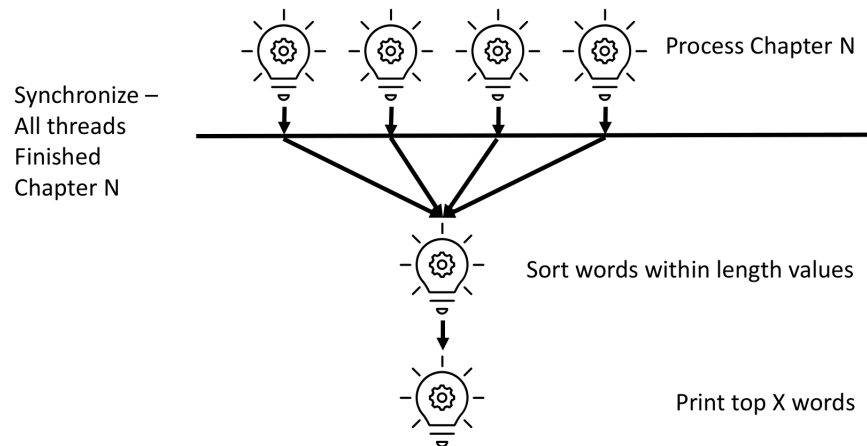 Process Chapter N
Synchronize –
All threads
Finished
Chapter N
Sort words within length values
Print top X words